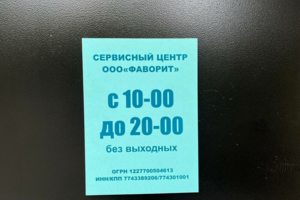 СЕРВИСНЫЙ ЦЕНТР
ООО«ФАВОРИТ»
с 10-00
до 20-00
без выходных
ОГРН 1227700504613
ИНН/КПП 7743389206/774301001